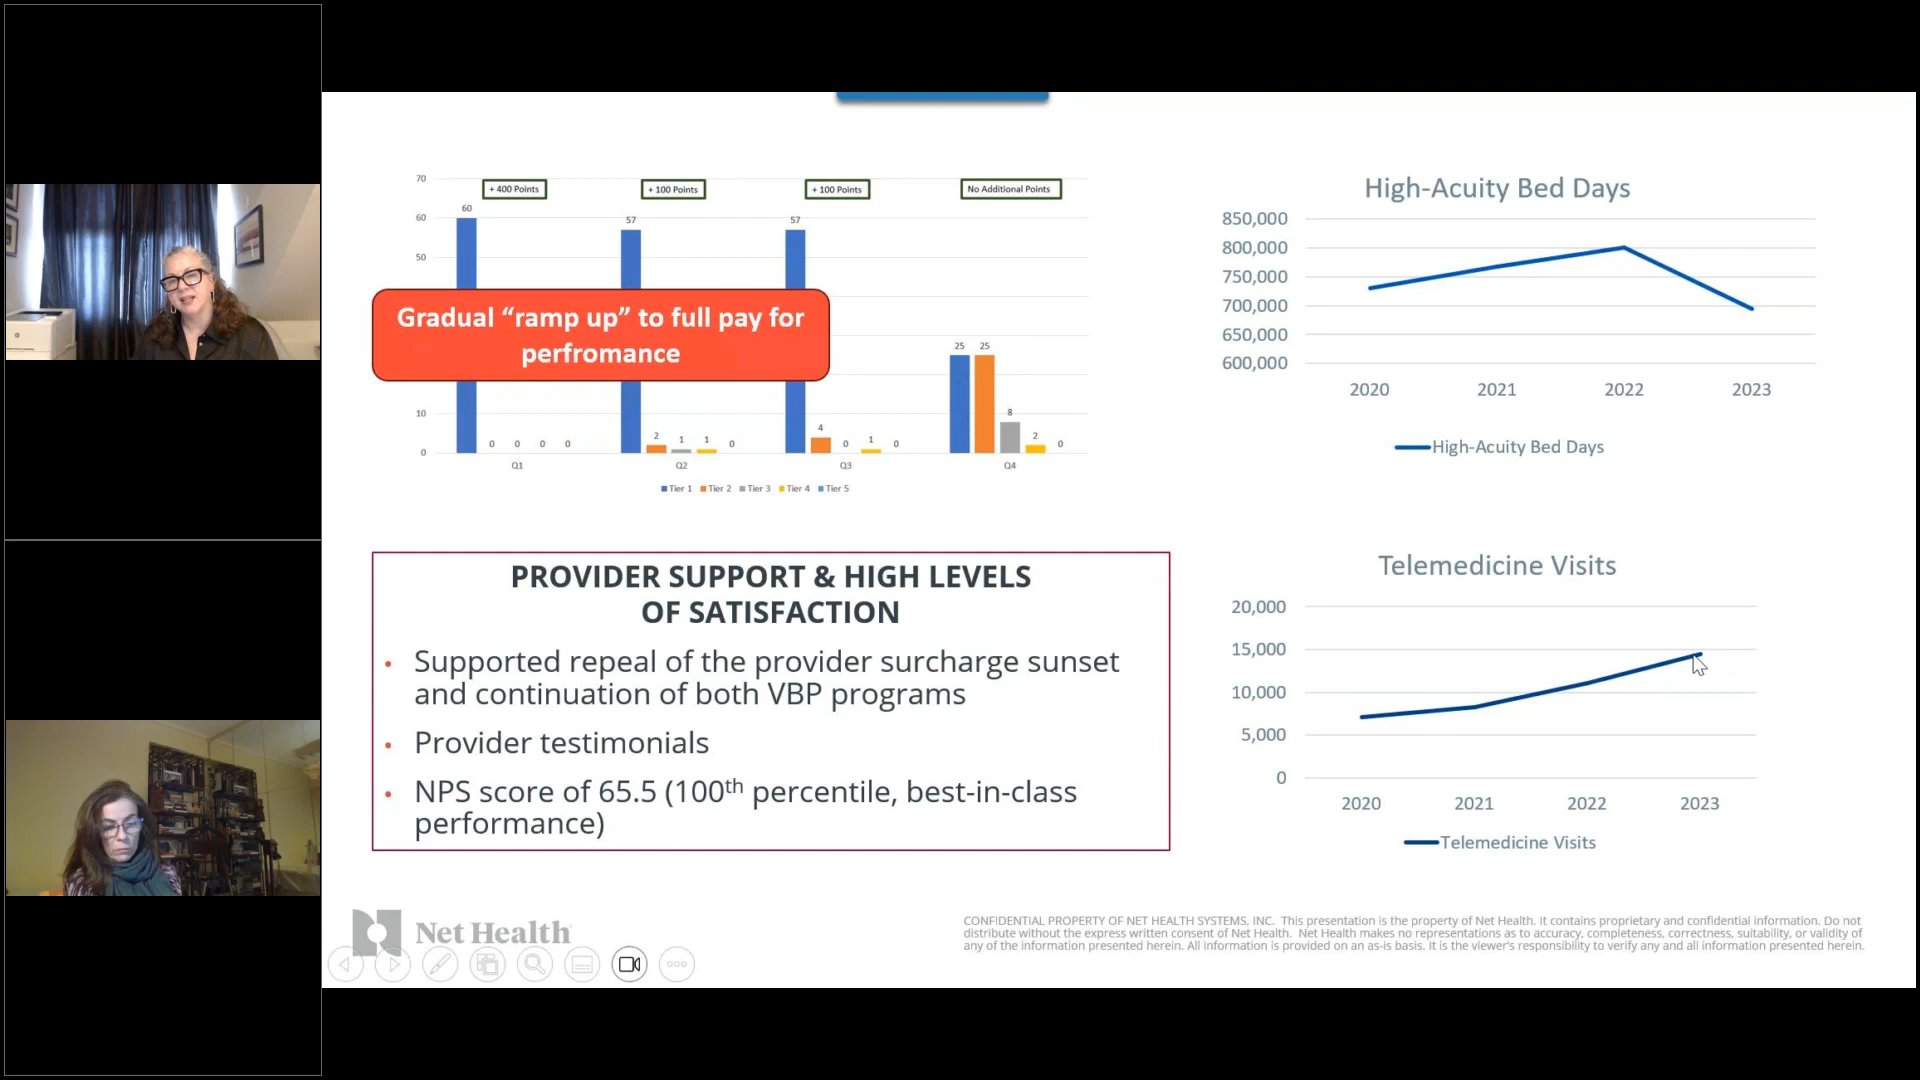 70
+ 400 Points
+ 100 Points
+ 100 Points
No Additional Points
60
60
57
57
50
Gradual “ramp up” to full pay for
perfromance
25
25
10
0
0 0 0 0
2 1 1 0
4 0 1 0
8 2 0
Q1 Q2 Q3 Q4
Tier 1 Tier 2 Tier 3 Tier 4 Tier 5
High-Acuity Bed Days
850,000
800,000
750,000
700,000
650,000
600,000
2020 2021 2022 2023
High-Acuity Bed Days
PROVIDER SUPPORT & HIGH LEVELS
OF SATISFACTION
• Supported repeal of the provider surcharge sunset
and continuation of both VBP programs
• Provider testimonials
• NPS score of 65.5 (100th percentile, best-in-class
performance)
Telemedicine Visits
20,000
15,000
10,000
5,000
0
2020 2021 2022 2023
Telemedicine Visits
Net Health
CONFIDENTIAL PROPERTY OF NET HEALTH SYSTEMS, INC. This presentation is the property of Net Health. It contains proprietary and confidential information. Do not
distribute without the express written consent of Net Health. Net Health makes no representations as to accuracy, completeness, correctness, suitability, or validity of
any of the information presented herein. All information is provided on an as-is basis. It is the viewer's responsibility to verify any and all information presented herein.